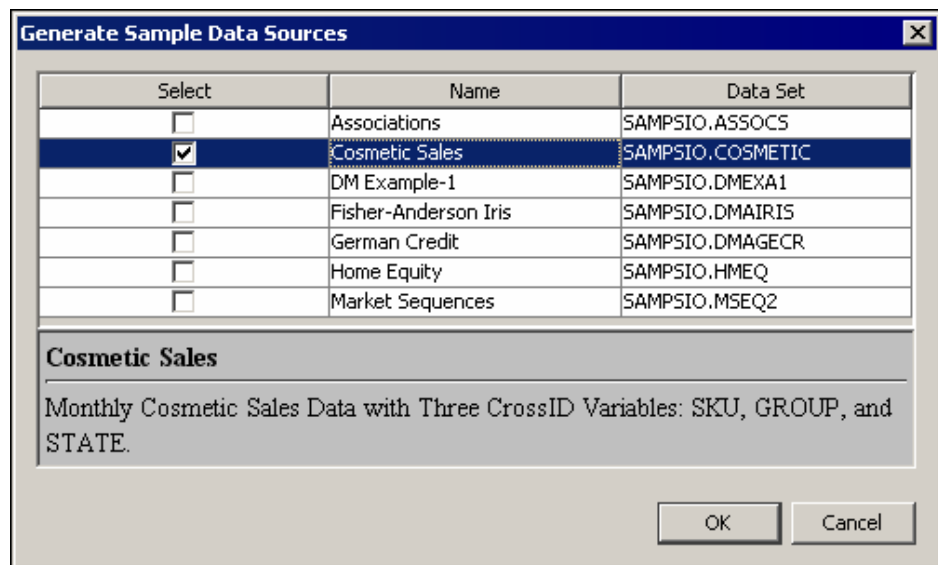 Generate Sample Data Sources
Select Name Data Set
Associations SAMPSIO.ASSOCS
Cosmetic Sales SAMPSIO.COSMETIC
DM Example-1 SAMPSIO.DMEXA1
Fisher-Anderson Iris SAMPSIO.DMAIRIS
German Credit SAMPSIO.DMAGECR
Home Equity SAMPSIO.HMEQ
Market Sequences SAMPSIO.MSEQ2
Cosmetic Sales
Monthly Cosmetic Sales Data with Three CrossID Variables: SKU, GROUP, and
STATE.
OK Cancel